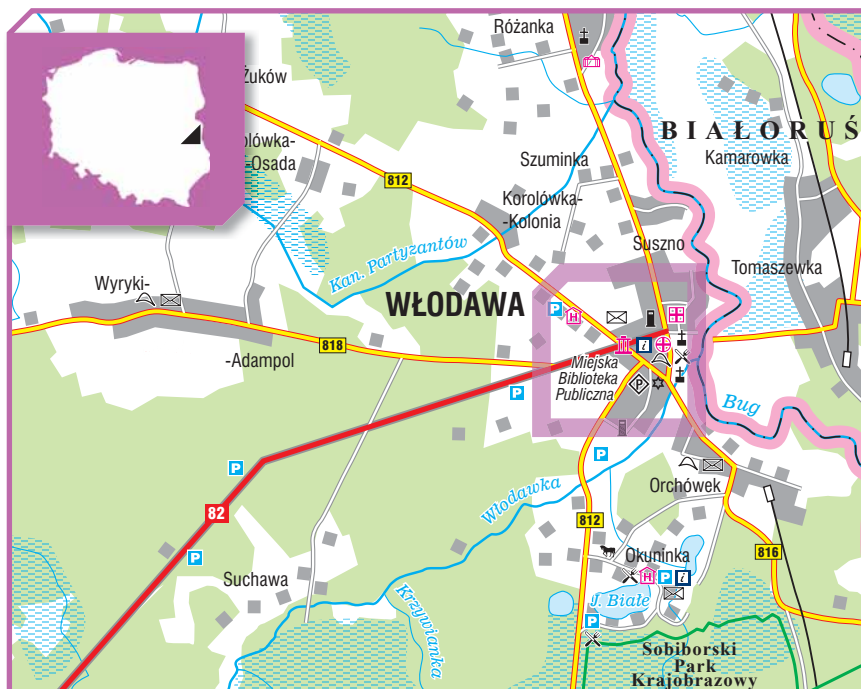 Różanka
Żuków
BIAŁORUŚ
Kamarowka
ołówka-
-Osada
Szuminka
812
Korolówka-
-Kolonia
Suszno
Kan. Partyzantów
Tomaszewka
Wyryki-
WŁODAWA
P
H
818
-Adampol
i
Miejska
Biblioteka
Publiczna
P
P
Bug
P
P
Orchówek
82
Włodawka
812
816
P
Okuninka
Suchawa
H
P
i
J. Białe
Krzywianka
P
Sobiborski
Park
Krajobrazowy